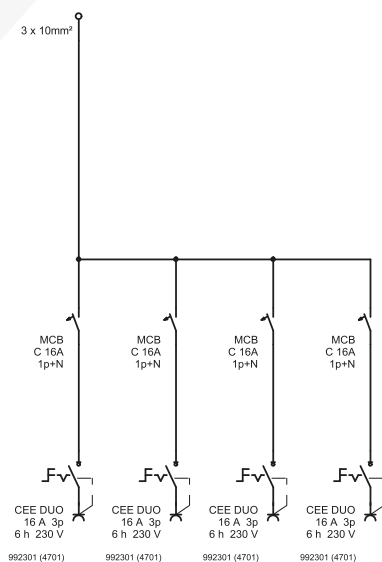 3 x 10mm²
MCB
C 16A
1p+N
MCB
C 16A
1p+N
MCB
C 16A
1p+N
MCB
C 16A
1p+N
CEE DUO
16 A 3p
6 h 230 V
CEE DUO
16 A 3p
6 h 230 V
CEE DUO
16 A 3p
6 h 230 V
CEE DUO
16 A 3p
6 h 230 V
992301 (4701)
992301 (4701)
992301 (4701)
992301 (4701)